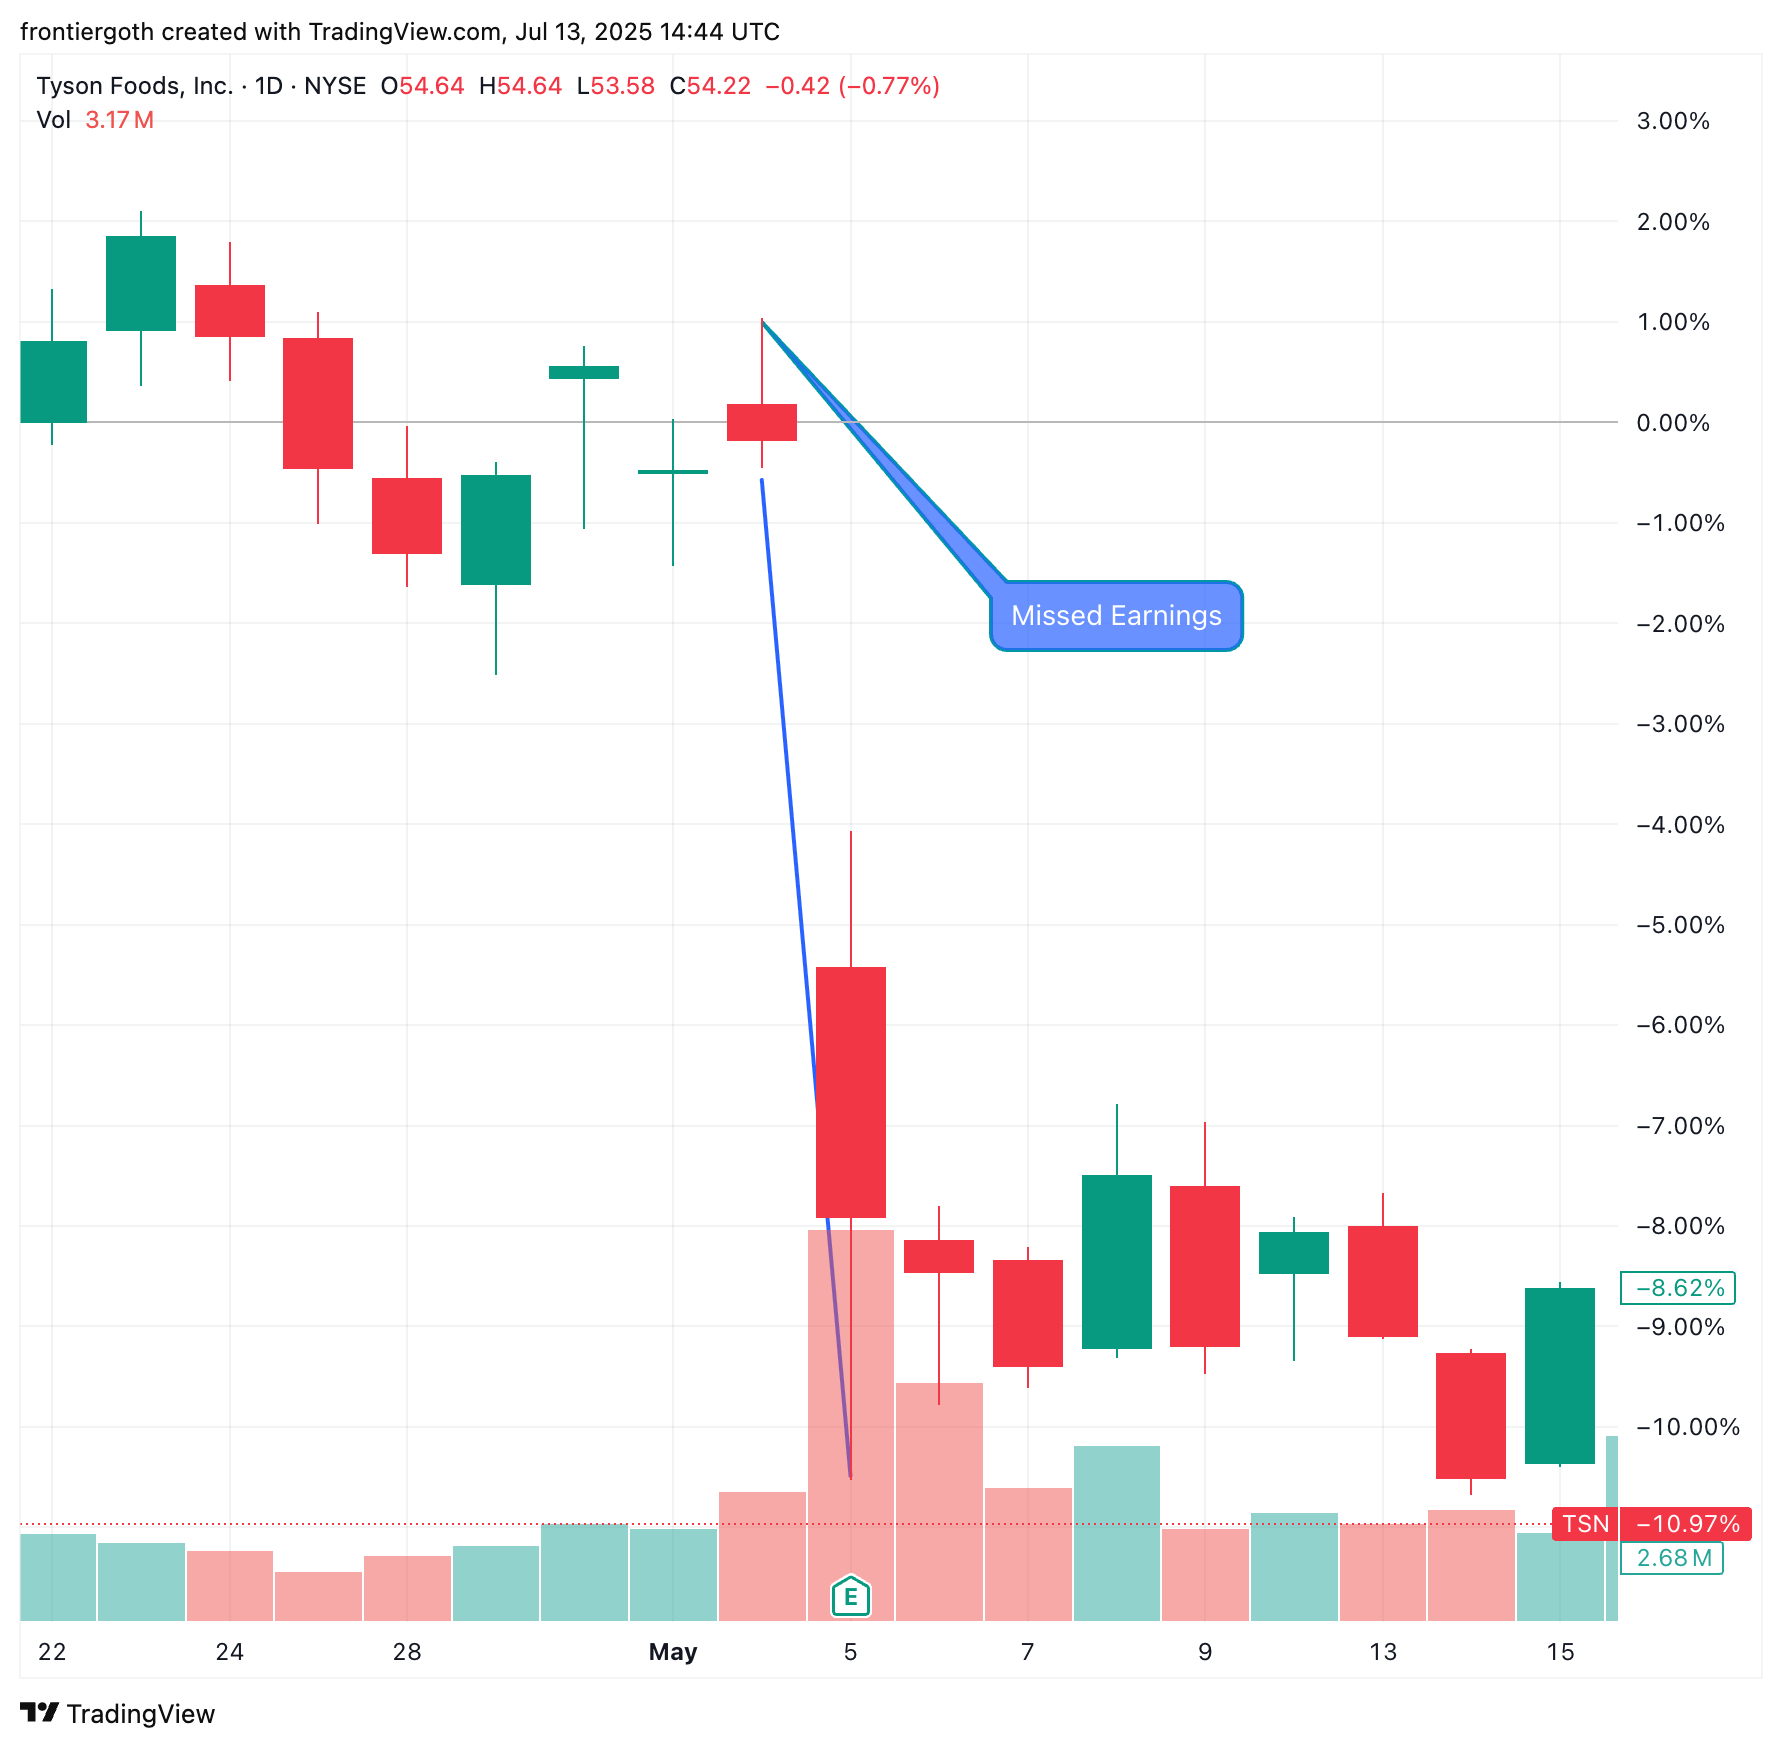 frontiergoth created with TradingView.com, Jul 13, 2025 14:44 UTC
Tyson Foods, Inc. · 1D · NYSE O54.64 H54.64 L53.58 C54.22 −0.42 (−0.77%)
Vol 3.17 M
3.00%
2.00%
1.00%
0.00%
−1.00%
Missed Earnings
−2.00%
−3.00%
−4.00%
−5.00%
−6.00%
−7.00%
−8.00%
−8.62%
−9.00%
−10.00%
TSN −10.97%
2.68 M
E
22 24 28 May 5 7 9 13 15
TradingView